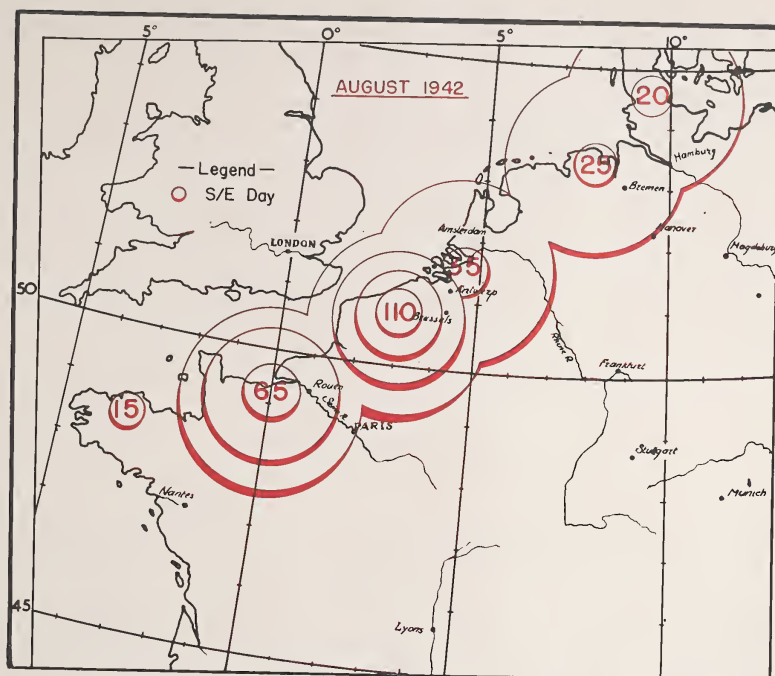 5°
0°
5°
10°
AUGUST 1942
20
Hamburg
—Legend—
S/E Day
25
Bremen
Hanover
Magdeburg
Amsterdam
LONDON
35
Antwerp
50
110
Brussels
Rhine R
Frankfurt
65
Rouen
15
PARIS
Stuttgart
Nantes
Munich
45
Lyons